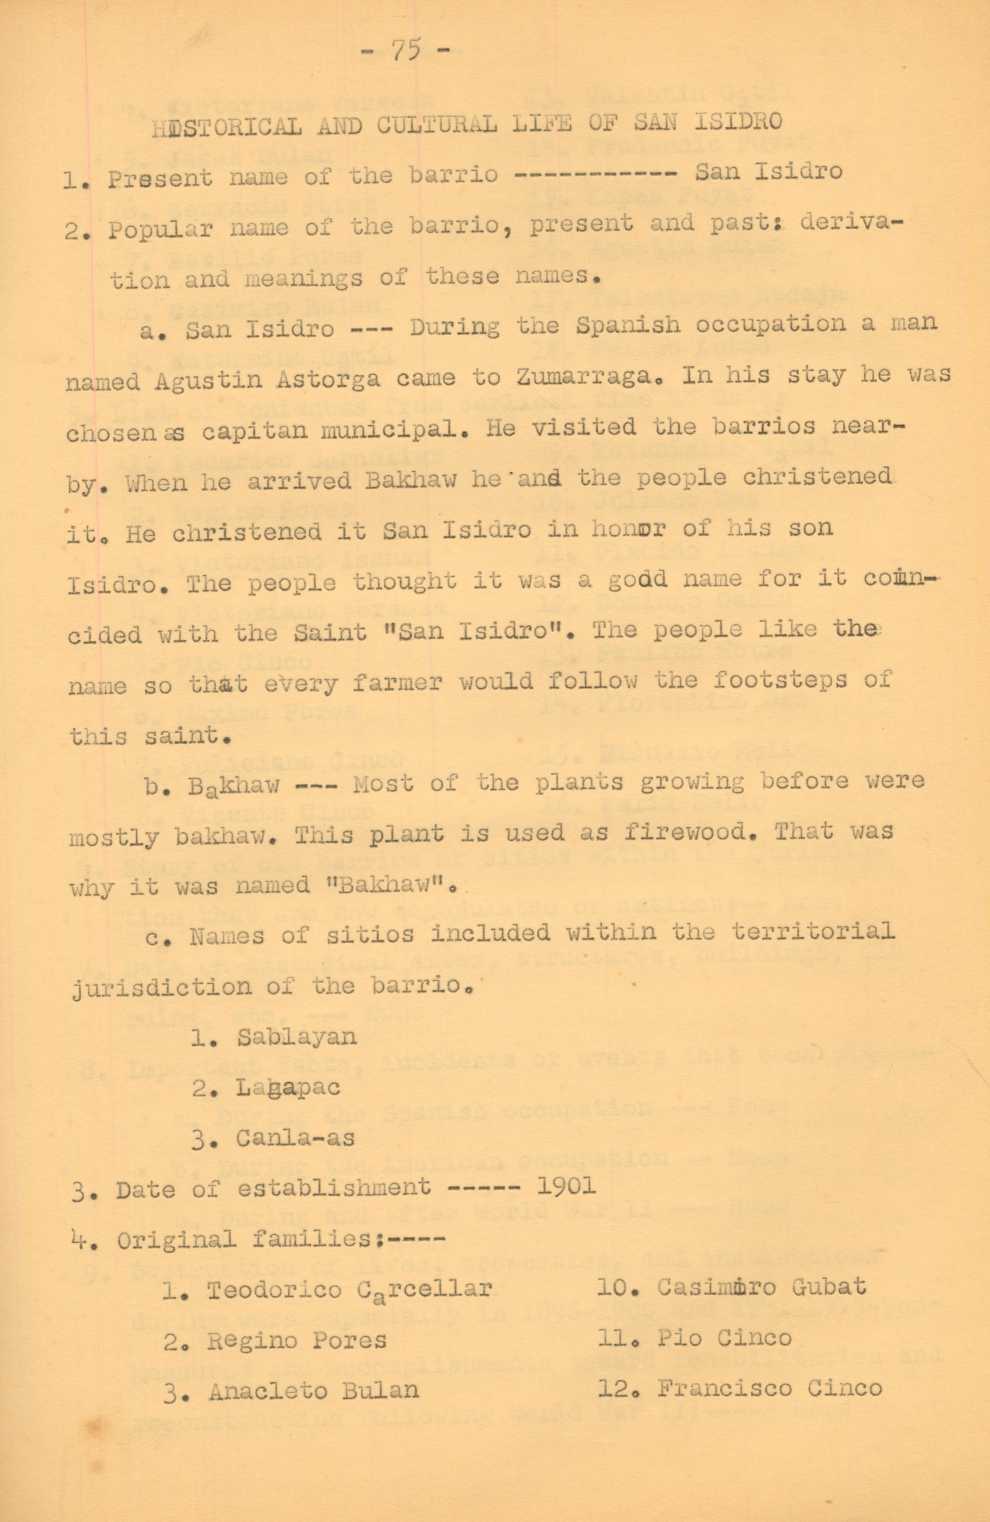 - 75 -
HISTORICAL AND CULTURAL LIFE OF SAN ISIDRO
1. Present name of the barrio ----------- San Isidro
2. Popular name of the barrio, present and past: deriva-
tion and meanings of these names.
a. San Isidro --- During the Spanish occupation a man
named Agustin Astorga came to Zumarraga. In his stay he was
chosen as capitan municipal. He visited the barrios near-
by. When he arrived Bakhaw he and the people christened
it. He christened it San Isidro in honor of his son
Isidro. The people thought it was a good name for it coin-
cided with the Saint "San Isidro". The people like the
name so that every farmer would follow the footsteps of
this saint.
b. Bakhaw --- Most of the plants growing before were
mostly bakhaw. This plant is used as firewood. That was
why it was named "Bakhaw".
c. Names of sitios included within the territorial
jurisdiction of the barrio.
1. Sablayan
2. Lagapac
3. Canla-as
3. Date of establishment ----- 1901
4. Original families:----
1. Teodorico Carcellar 10. Casimiro Gubat
2. Regino Pores 11. Pio Cinco
3. Anacleto Bulan 12. Francisco Cinco